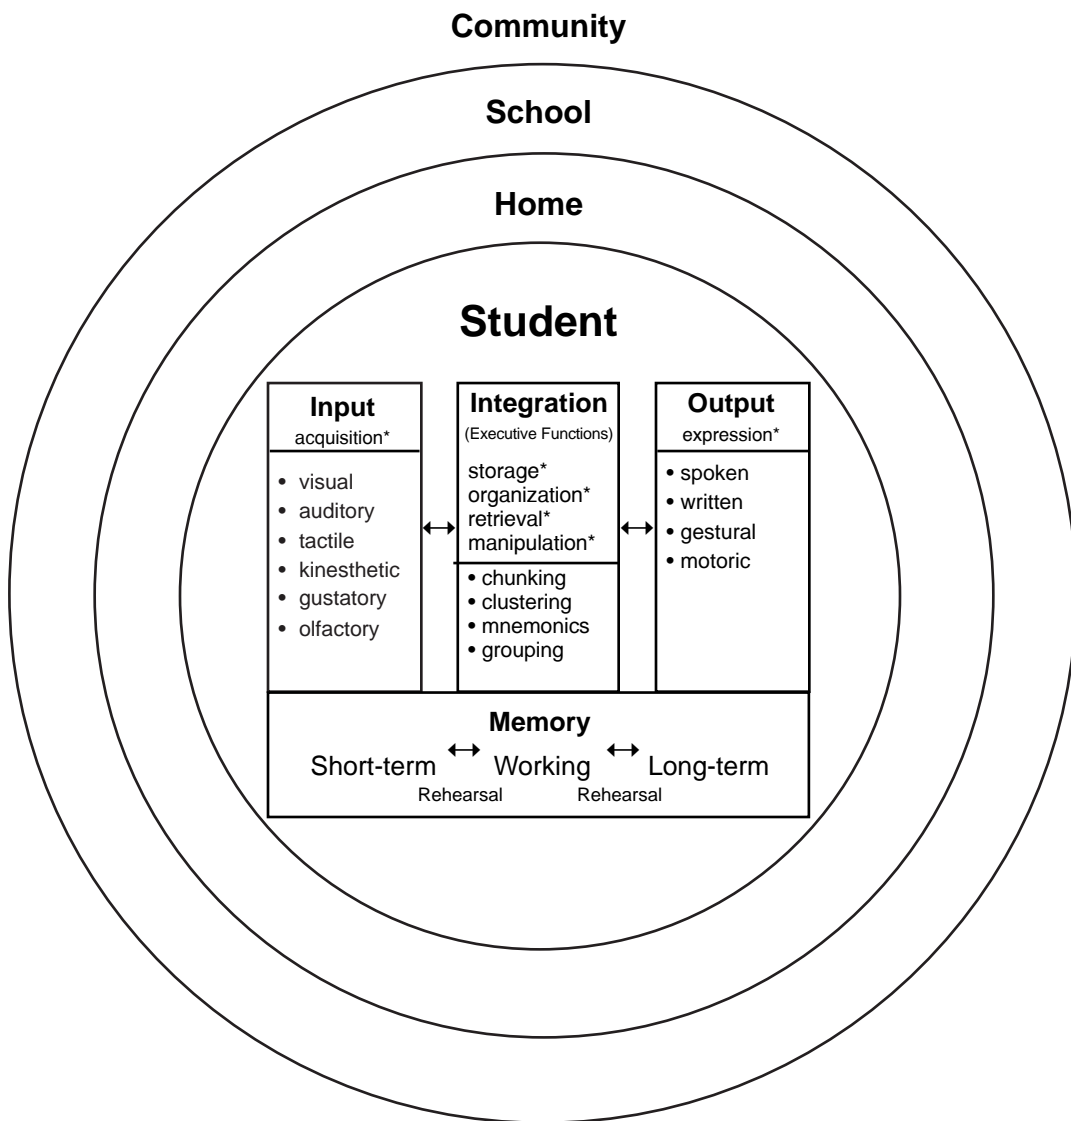 Community
School
Home
Student
Input
acquisition*
• visual
• auditory
• tactile
• kinesthetic
• gustatory
• olfactory
Integration
(Executive Functions)
storage*
organization*
retrieval*
manipulation*
• chunking
• clustering
• mnemonics
• grouping
Output
expression*
• spoken
• written
• gestural
• motoric
Memory
Short-term ↔ Working ↔ Long-term
Rehearsal Rehearsal